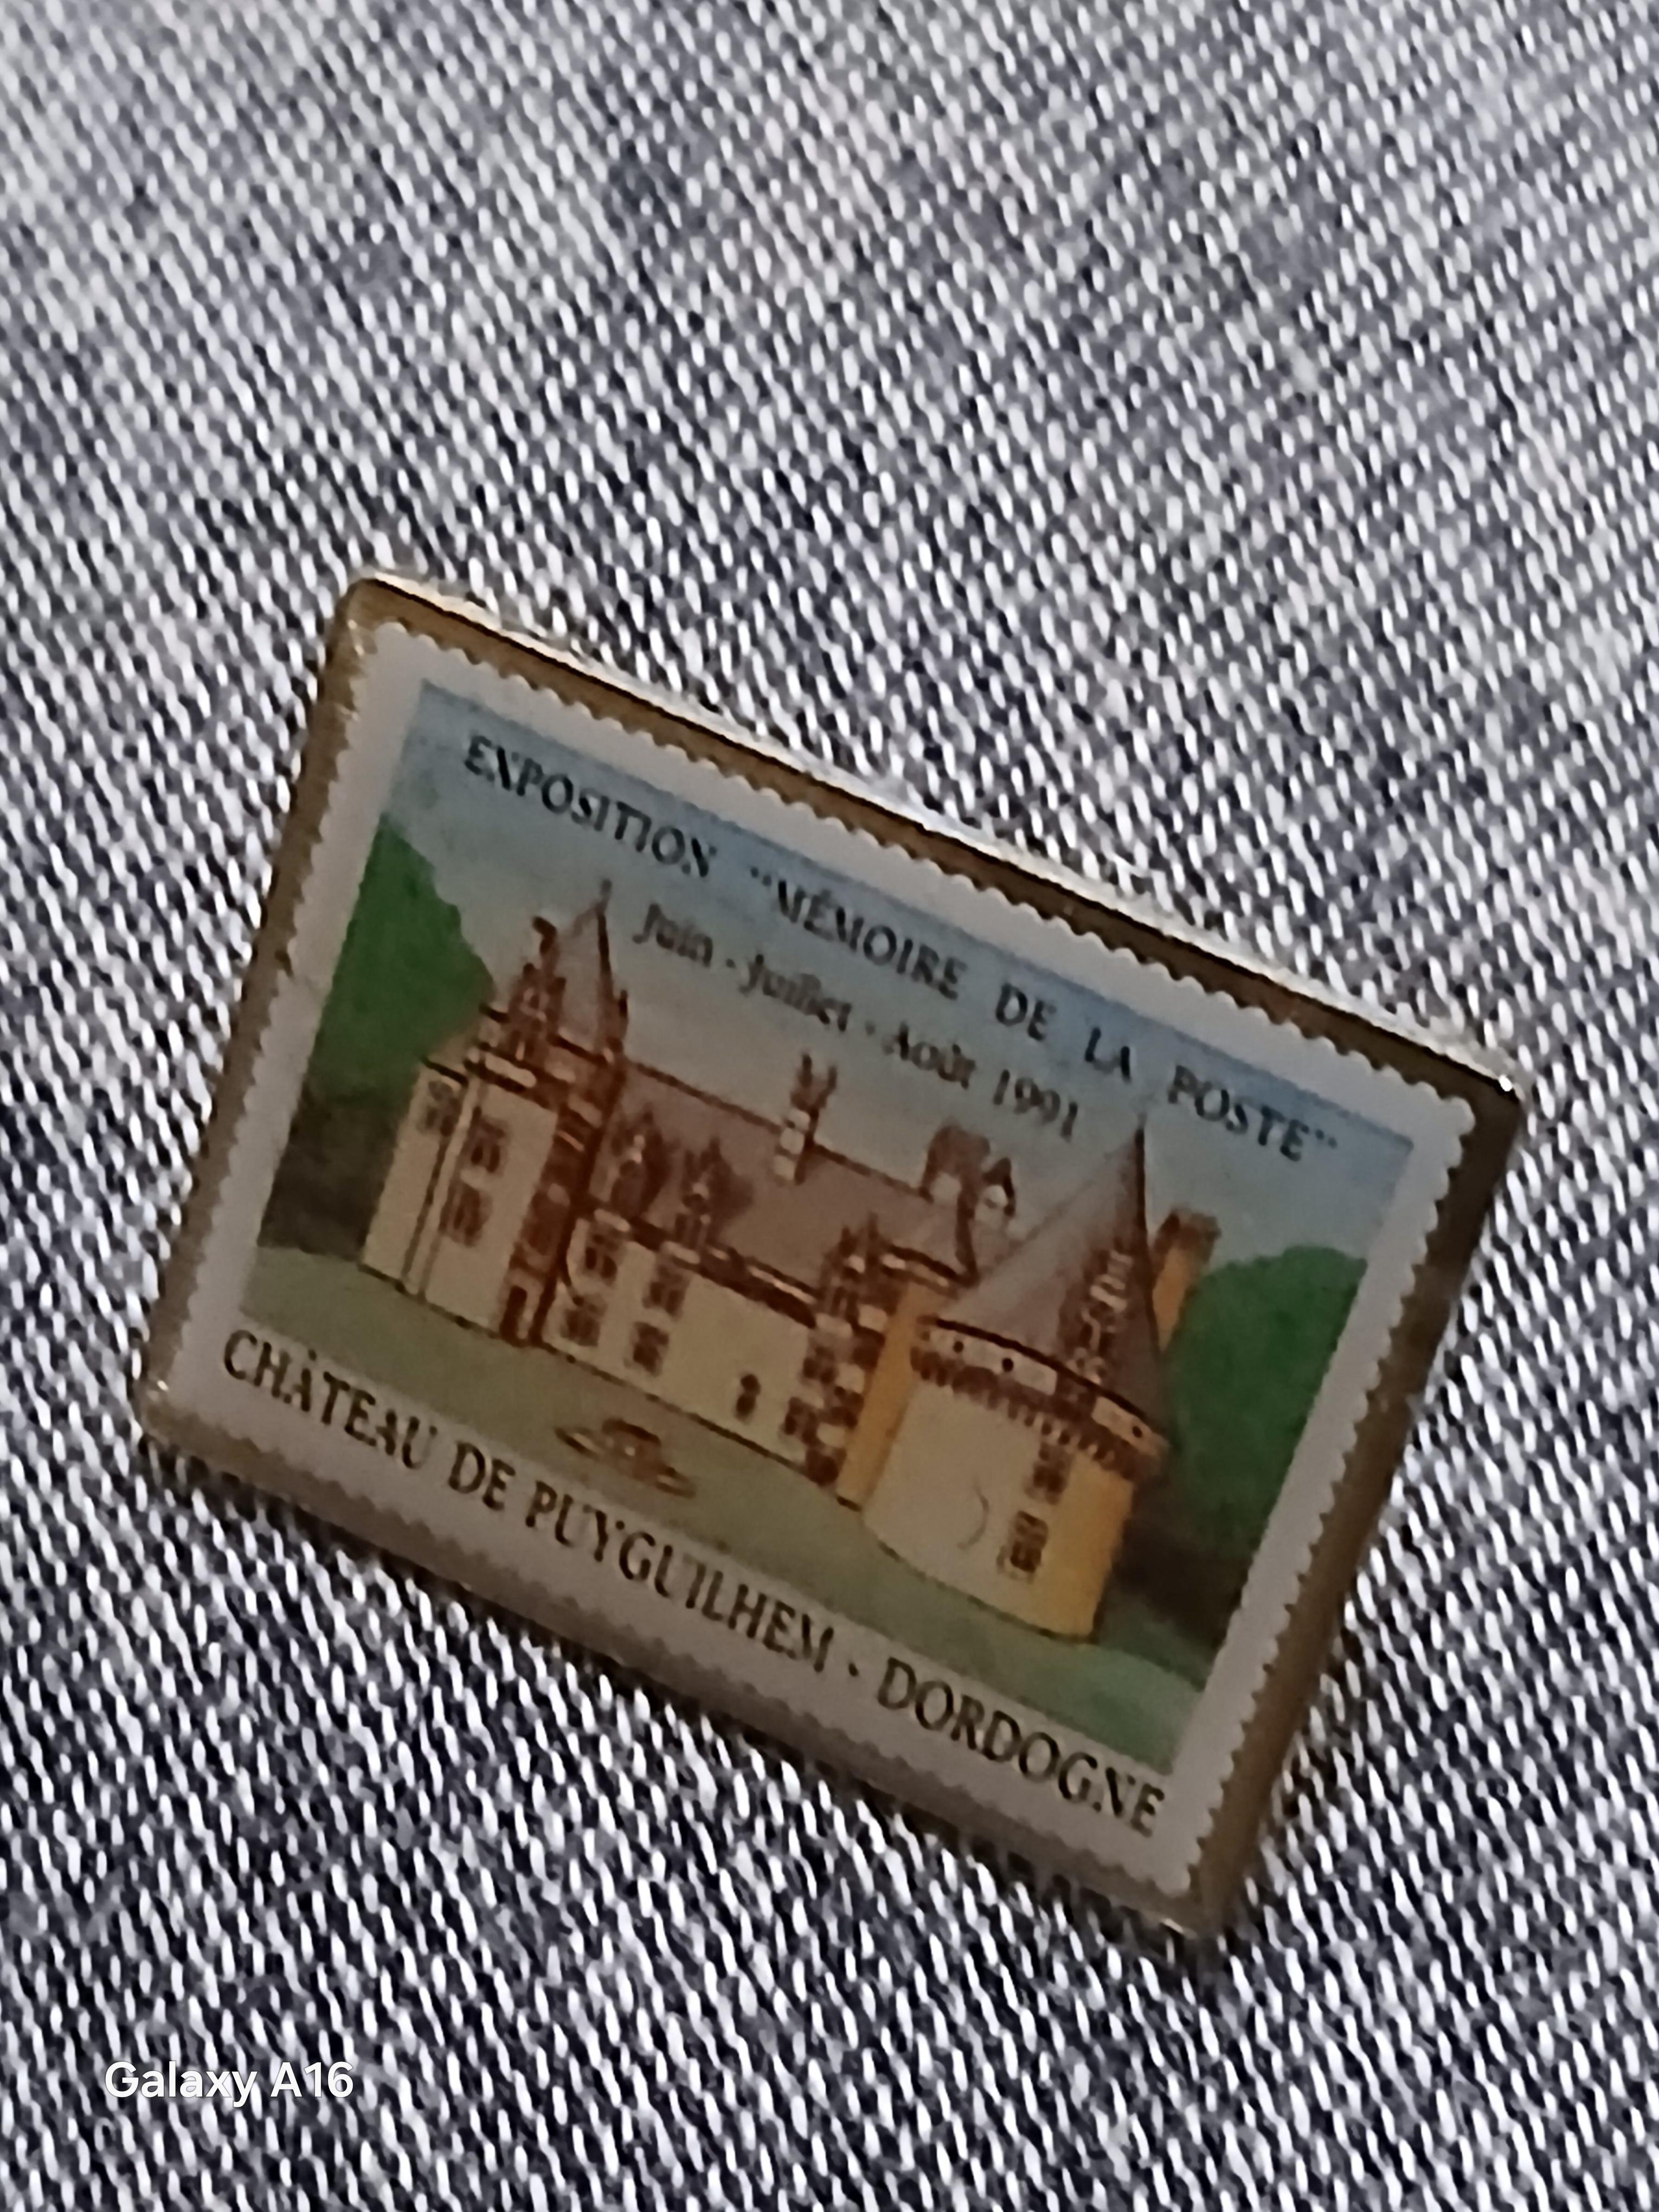 EXPOSITION "MÉMOIRE DE LA POSTE"
Juin - Juillet - Août 1991
CHÂTEAU DE PUYGUILHEM - DORDOGNE
Galaxy A16